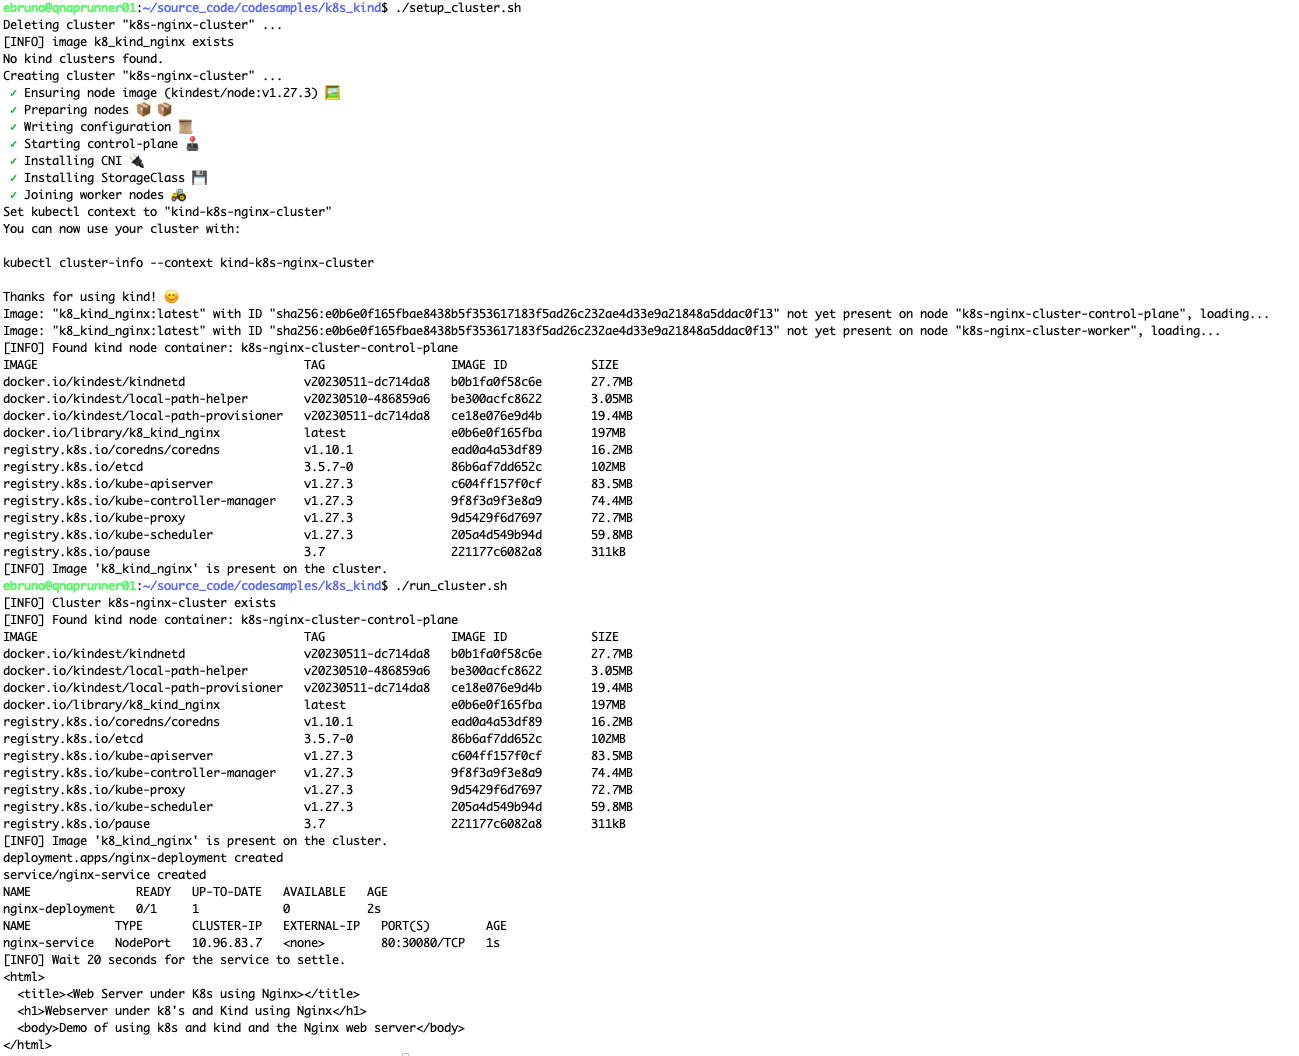 ebruno@qnaprunner01:~/source_code/codesamples/k8s_kind$ ./setup_cluster.sh
Deleting cluster "k8s-nginx-cluster" ...
[INFO] image k8_kind_nginx exists
No kind clusters found.
Creating cluster "k8s-nginx-cluster" ...
✓ Ensuring node image (kindest/node:v1.27.3) 🖼
✓ Preparing nodes 📦 📦
✓ Writing configuration 📜
✓ Starting control-plane 🕹️
✓ Installing CNI 🔌
✓ Installing StorageClass 💾
✓ Joining worker nodes 🚜
Set kubectl context to "kind-k8s-nginx-cluster"
You can now use your cluster with:

kubectl cluster-info --context kind-k8s-nginx-cluster

Thanks for using kind! 😊
Image: "k8_kind_nginx:latest" with ID "sha256:e0b6e0f165fbae8438b5f353617183f5ad26c232ae4d33e9a21848a5ddac0f13" not yet present on node "k8s-nginx-cluster-control-plane", loading...
Image: "k8_kind_nginx:latest" with ID "sha256:e0b6e0f165fbae8438b5f353617183f5ad26c232ae4d33e9a21848a5ddac0f13" not yet present on node "k8s-nginx-cluster-worker", loading...
[INFO] Found kind node container: k8s-nginx-cluster-control-plane
IMAGE TAG IMAGE ID SIZE
docker.io/kindest/kindnetd v20230511-dc714da8 b0b1fa0f58c6e 27.7MB
docker.io/kindest/local-path-helper v20230510-486859a6 be300acfc8622 3.05MB
docker.io/kindest/local-path-provisioner v20230511-dc714da8 ce18e076e9d4b 19.4MB
docker.io/library/k8_kind_nginx latest e0b6e0f165fba 197MB
registry.k8s.io/coredns/coredns v1.10.1 ead0a4a53df89 16.2MB
registry.k8s.io/etcd 3.5.7-0 86b6af7dd652c 102MB
registry.k8s.io/kube-apiserver v1.27.3 c604ff157f0cf 83.5MB
registry.k8s.io/kube-controller-manager v1.27.3 9f8f3a9f3e8a9 74.4MB
registry.k8s.io/kube-proxy v1.27.3 9d5429f6d7697 72.7MB
registry.k8s.io/kube-scheduler v1.27.3 205a4d549b94d 59.8MB
registry.k8s.io/pause 3.7 221177c6082a8 311kB
[INFO] Image 'k8_kind_nginx' is present on the cluster.
ebruno@qnaprunner01:~/source_code/codesamples/k8s_kind$ ./run_cluster.sh
[INFO] Cluster k8s-nginx-cluster exists
[INFO] Found kind node container: k8s-nginx-cluster-control-plane
IMAGE TAG IMAGE ID SIZE
docker.io/kindest/kindnetd v20230511-dc714da8 b0b1fa0f58c6e 27.7MB
docker.io/kindest/local-path-helper v20230510-486859a6 be300acfc8622 3.05MB
docker.io/kindest/local-path-provisioner v20230511-dc714da8 ce18e076e9d4b 19.4MB
docker.io/library/k8_kind_nginx latest e0b6e0f165fba 197MB
registry.k8s.io/coredns/coredns v1.10.1 ead0a4a53df89 16.2MB
registry.k8s.io/etcd 3.5.7-0 86b6af7dd652c 102MB
registry.k8s.io/kube-apiserver v1.27.3 c604ff157f0cf 83.5MB
registry.k8s.io/kube-controller-manager v1.27.3 9f8f3a9f3e8a9 74.4MB
registry.k8s.io/kube-proxy v1.27.3 9d5429f6d7697 72.7MB
registry.k8s.io/kube-scheduler v1.27.3 205a4d549b94d 59.8MB
registry.k8s.io/pause 3.7 221177c6082a8 311kB
[INFO] Image 'k8_kind_nginx' is present on the cluster.
deployment.apps/nginx-deployment created
service/nginx-service created
NAME READY UP-TO-DATE AVAILABLE AGE
nginx-deployment 0/1 1 0 2s
NAME TYPE CLUSTER-IP EXTERNAL-IP PORT(S) AGE
nginx-service NodePort 10.96.83.7 <none> 80:30080/TCP 1s
[INFO] Wait 20 seconds for the service to settle.
<html>
<title><Web Server under K8s using Nginx></title>
<h1>Webserver under k8's and Kind using Nginx</h1>
<body>Demo of using k8s and kind and the Nginx web server</body>
</html>